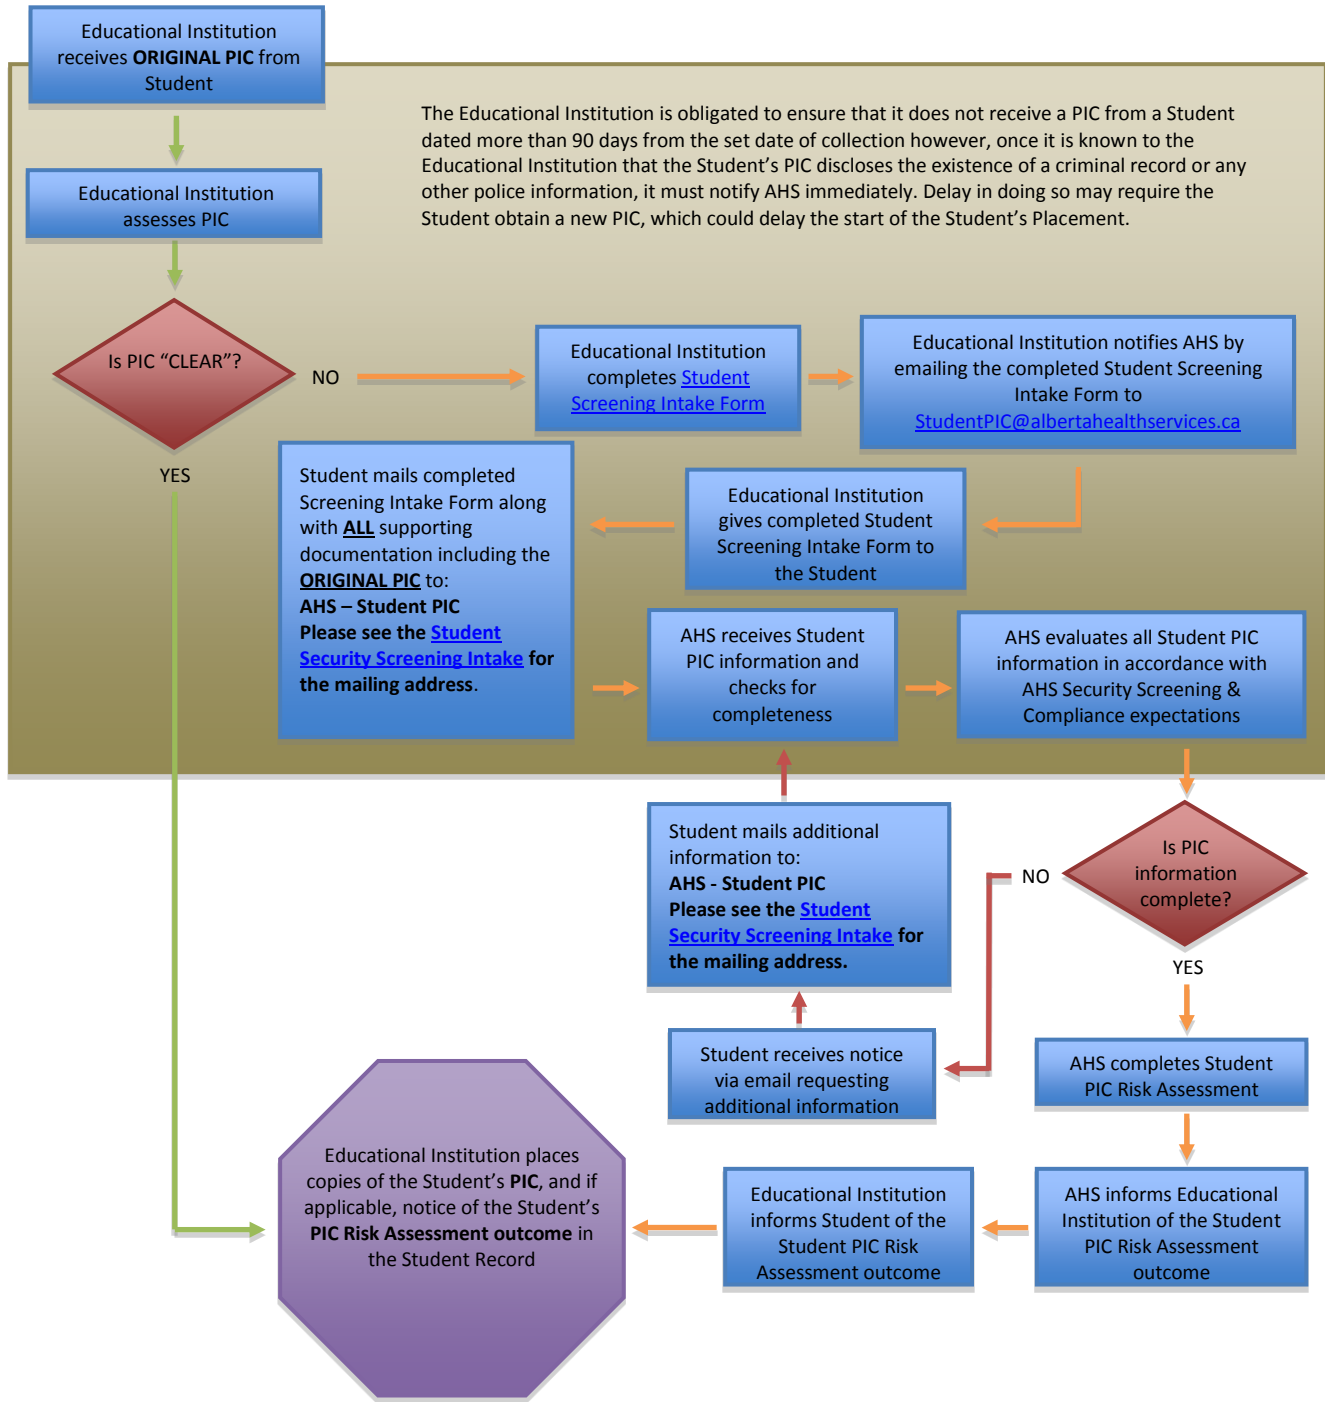 Educational Institution
receives ORIGINAL PIC from
Student
The Educational Institution is obligated to ensure that it does not receive a PIC from a Student
dated more than 90 days from the set date of collection however, once it is known to the
Educational Institution that the Student's PIC discloses the existence of a criminal record or any
other police information, it must notify AHS immediately. Delay in doing so may require the
Student obtain a new PIC, which could delay the start of the Student's Placement.
Educational Institution
assesses PIC
Is PIC "CLEAR"?
NO
YES
Educational Institution
completes Student
Screening Intake Form
Educational Institution notifies AHS by
emailing the completed Student Screening
Intake Form to
StudentPIC@albertahealthservices.ca
Educational Institution
gives completed Student
Screening Intake Form to
the Student
Student mails completed
Screening Intake Form along
with ALL supporting
documentation including the
ORIGINAL PIC to:
AHS – Student PIC
Please see the Student
Security Screening Intake for
the mailing address.
AHS receives Student
PIC information and
checks for
completeness
AHS evaluates all Student PIC
information in accordance with
AHS Security Screening &
Compliance expectations
Is PIC
information
complete?
NO
YES
Student mails additional
information to:
AHS - Student PIC
Please see the Student
Security Screening Intake for
the mailing address.
Student receives notice
via email requesting
additional information
AHS completes Student
PIC Risk Assessment
AHS informs Educational
Institution of the Student
PIC Risk Assessment
outcome
Educational Institution
informs Student of the
Student PIC Risk
Assessment outcome
Educational Institution places
copies of the Student's PIC, and if
applicable, notice of the Student's
PIC Risk Assessment outcome in
the Student Record